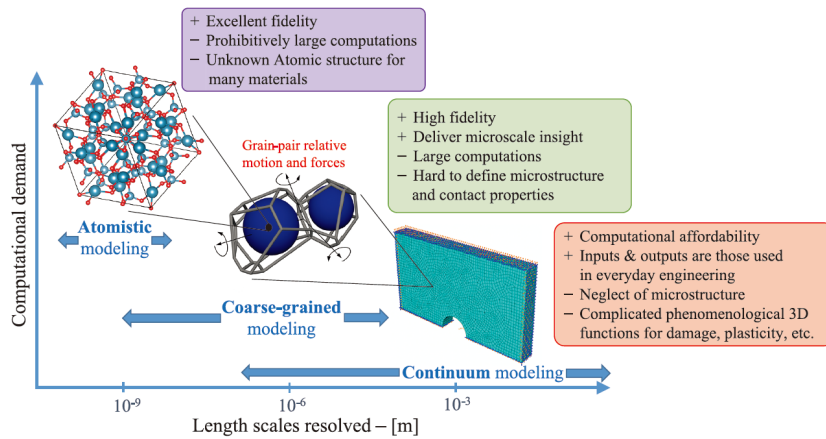 + Excellent fidelity
− Prohibitively large computations
− Unknown Atomic structure for
many materials
+ High fidelity
+ Deliver microscale insight
− Large computations
− Hard to define microstructure
and contact properties
Grain-pair relative
motion and forces
Computational demand
Atomistic
modeling
+ Computational affordability
+ Inputs & outputs are those used
in everyday engineering
− Neglect of microstructure
− Complicated phenomenological 3D
functions for damage, plasticity, etc.
Coarse-grained
modeling
Continuum modeling
10-9
10-6
10-3
Length scales resolved – [m]